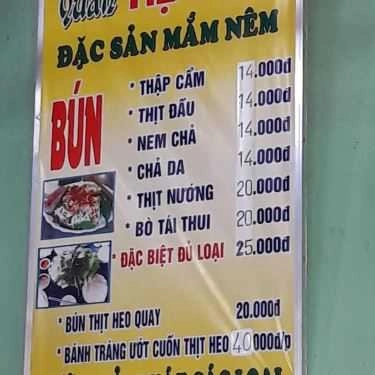 Quán
ĐẶC SẢN MẮM NÊM
BÚN
• THẬP CẨM 14.000đ
• THỊT ĐẦU 14.000đ
• NEM CHẢ 14.000đ
• CHẢ DA 14.000đ
• THỊT NƯỚNG 20.000đ
• BÒ TÁI THUI 20.000đ
• ĐẶC BIỆT ĐỦ LOẠI 25.000đ
• BÚN THỊT HEO QUAY 20.000đ
• BÁNH TRÁNG ƯỚT CUỐN THỊT HEO 40000đ/p